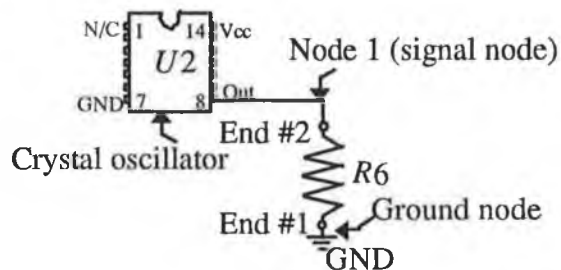 N/C 1 14 Vcc
U2
Node 1 (signal node)
GND 7 8 Out
End #2
Crystal oscillator
R6
End #1
Ground node
GND